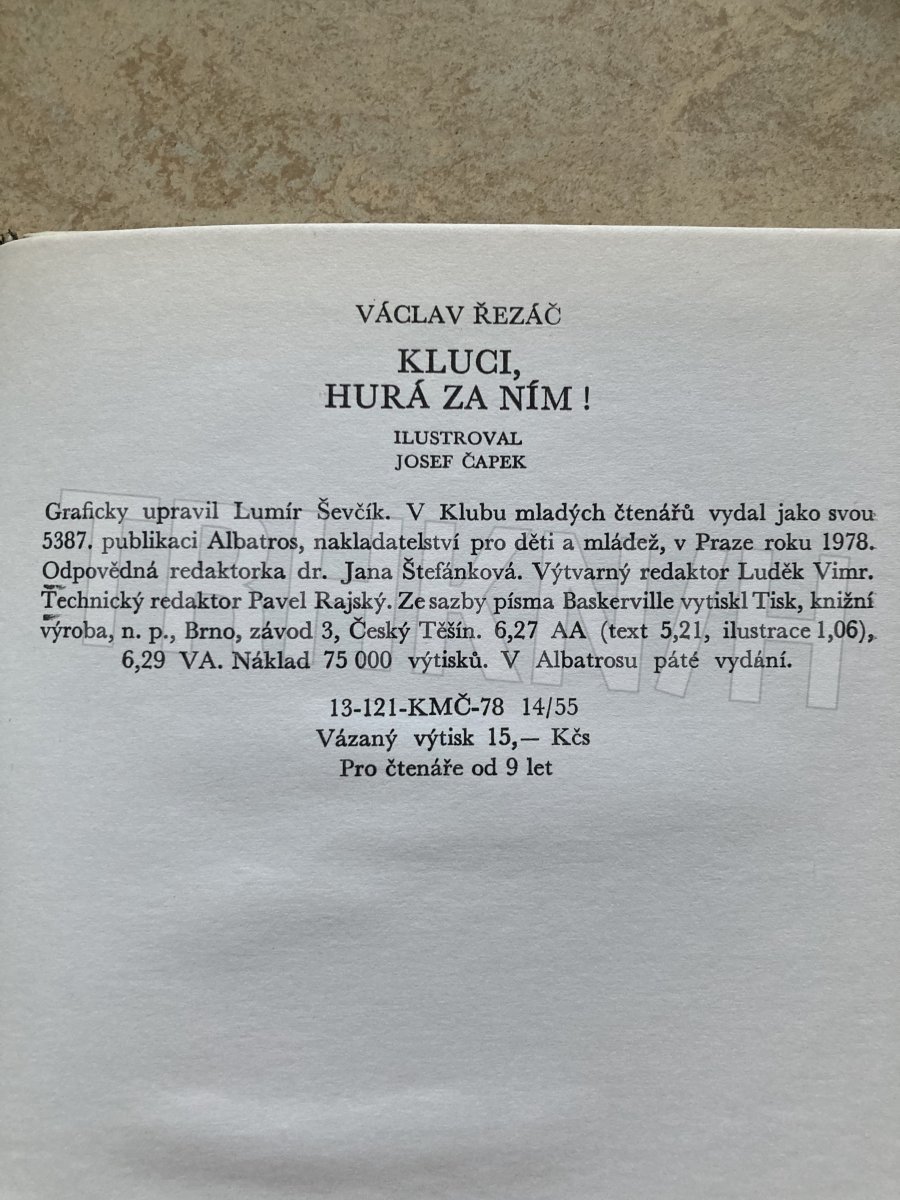 VÁCLAV ŘEZÁČ
KLUCI,
HURÁ ZA NÍM !
ILUSTROVAL
JOSEF ČAPEK
Graficky upravil Lumír Ševčík. V Klubu mladých čtenářů vydal jako svou
5387. publikaci Albatros, nakladatelství pro děti a mládež, v Praze roku 1978.
Odpovědná redaktorka dr. Jana Štefánková. Výtvarný redaktor Luděk Vimr.
Technický redaktor Pavel Rajský. Ze sazby písma Baskerville vytiskl Tisk, knižní
výroba, n. p., Brno, závod 3, Český Těšín. 6,27 AA (text 5,21, ilustrace 1,06),
6,29 VA. Náklad 75 000 výtisků. V Albatrosu páté vydání.
13-121-KMČ-78 14/55
Vázaný výtisk 15,— Kčs
Pro čtenáře od 9 let